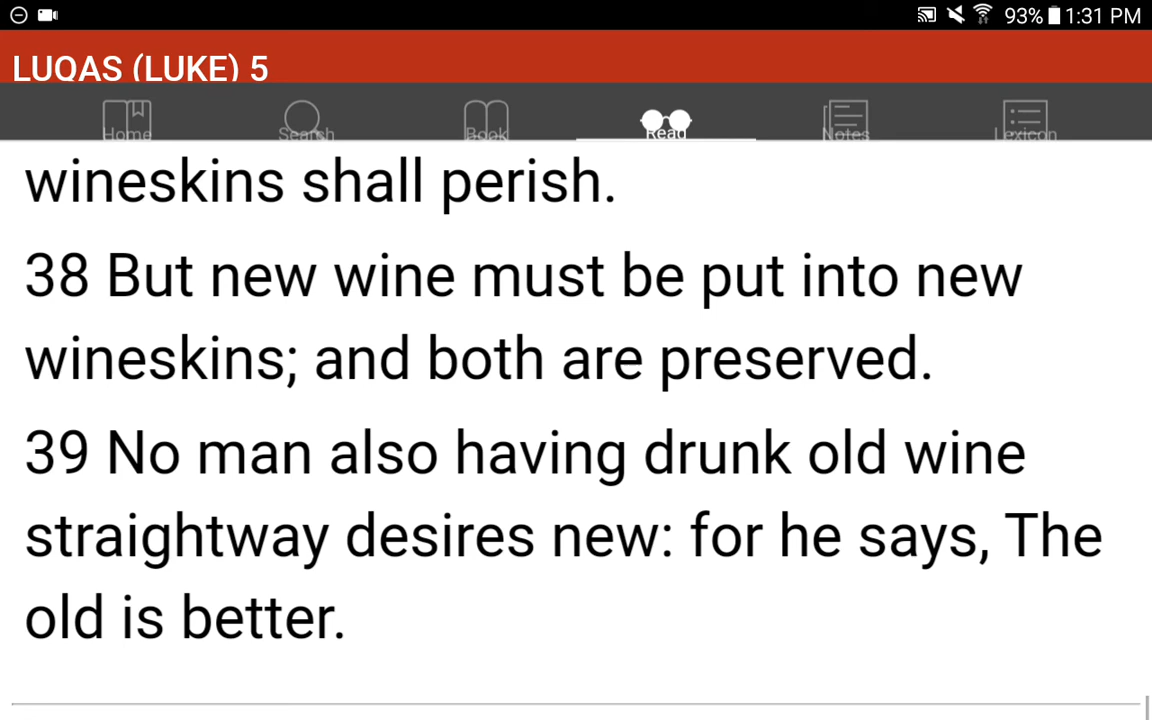 93% 1:31 PM
LUQAS (LUKE) 5
Home Search Book Read Notes Lexicon
wineskins shall perish.
38 But new wine must be put into new
wineskins; and both are preserved.
39 No man also having drunk old wine
straightway desires new: for he says, The
old is better.